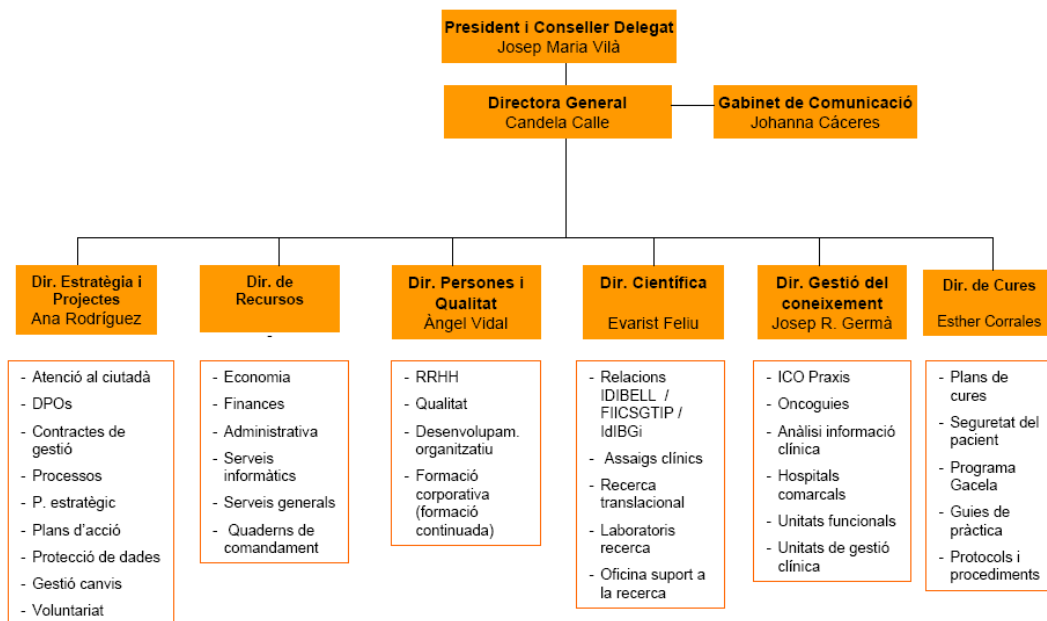 President i Conseller Delegat
Josep Maria Vilà
Directora General
Candela Calle
Gabinet de Comunicació
Johanna Cáceres
Dir. Estratègia i
Projectes
Ana Rodríguez
Dir. de
Recursos
-
Dir. Persones i
Qualitat
Àngel Vidal
Dir. Científica
Evarist Feliu
Dir. Gestió del
coneixement
Josep R. Germà
Dir. de Cures
Esther Corrales
- Atenció al ciutadà
- DPOs
- Contractes de
gestió
- Processos
- P. estratègic
- Plans d'acció
- Protecció de dades
- Gestió canvis
- Voluntariat
- Economia
- Finances
- Administrativa
- Serveis
informàtics
- Serveis generals
- Quaderns de
comandament
- RRHH
- Qualitat
- Desenvolupam.
organitzatiu
- Formació
corporativa
(formació
continuada)
- Relacions
IDIBELL /
FIICSGTIP /
IdIBGi
- Assaigs clínics
- Recerca
translacional
- Laboratoris
recerca
- Oficina suport a
la recerca
- ICO Praxis
- Oncoguies
- Anàlisi informació
clínica
- Hospitals
comarcals
- Unitats funcionals
- Unitats de gestió
clínica
- Plans de
cures
- Seguretat del
pacient
- Programa
Gacela
- Guies de
pràctica
- Protocols i
procediments